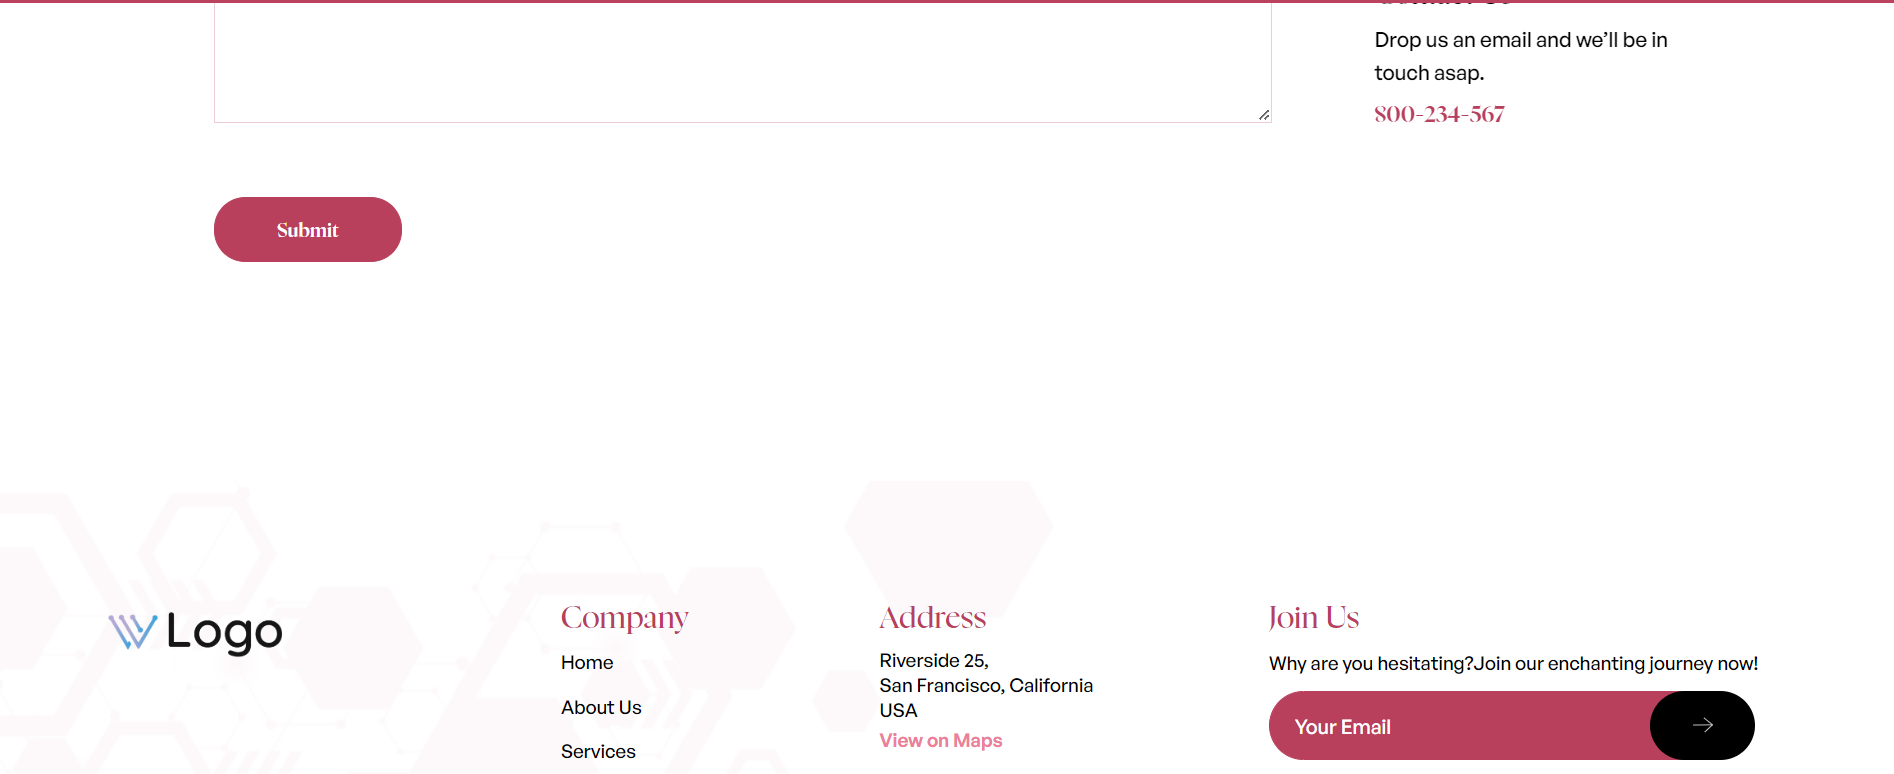 Drop us an email and we’ll be in
touch asap.
800-234-567
Submit
Logo
Company
Home
About Us
Services
Address
Riverside 25,
San Francisco, California
USA
View on Maps
Join Us
Why are you hesitating?Join our enchanting journey now!
Your Email